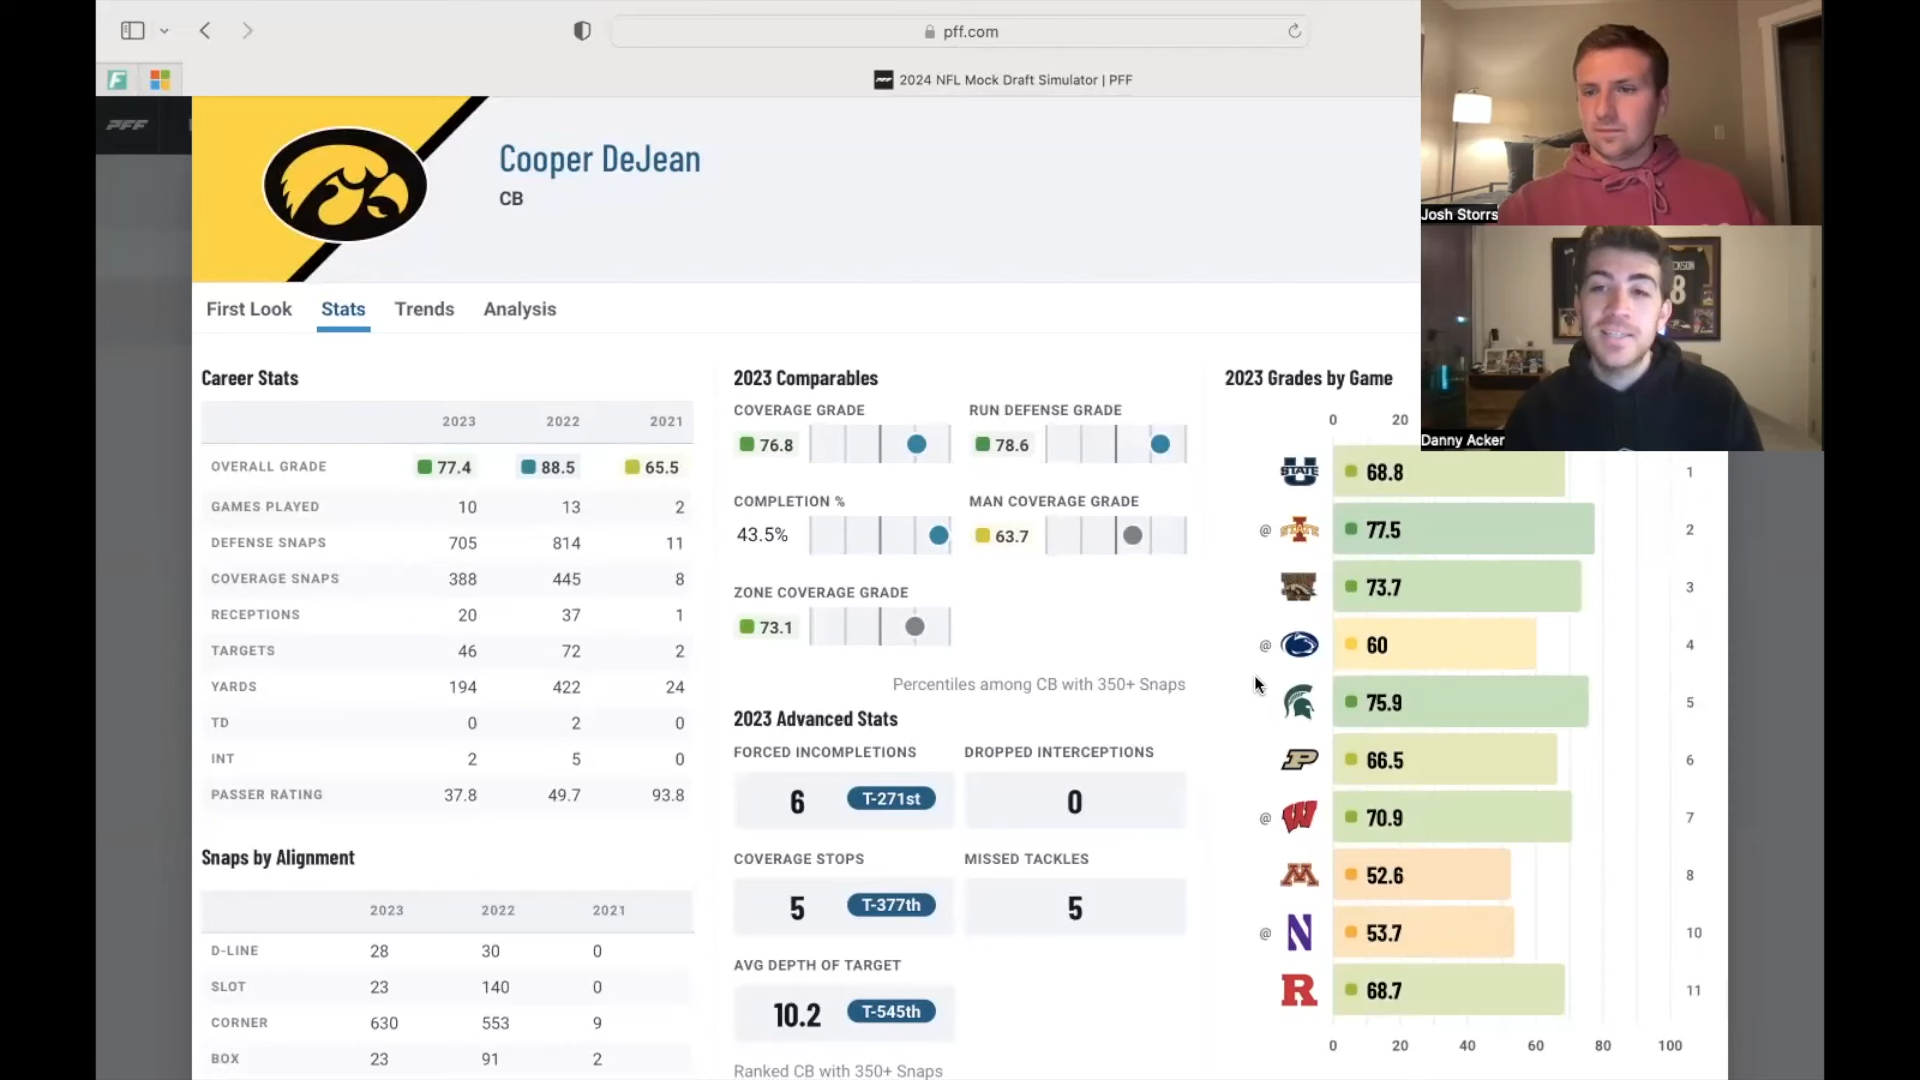 pff.com
2024 NFL Mock Draft Simulator | PFF
PFF
Cooper DeJean
CB
First Look Stats Trends Analysis
Career Stats
2023 2022 2021
OVERALL GRADE 77.4 88.5 65.5
GAMES PLAYED 10 13 2
DEFENSE SNAPS 705 814 11
COVERAGE SNAPS 388 445 8
RECEPTIONS 20 37 1
TARGETS 46 72 2
YARDS 194 422 24
TD 0 2 0
INT 2 5 0
PASSER RATING 37.8 49.7 93.8
Snaps by Alignment
2023 2022 2021
D-LINE 28 30 0
SLOT 23 140 0
CORNER 630 553 9
BOX 23 91 2
2023 Comparables
COVERAGE GRADE RUN DEFENSE GRADE
76.8 78.6
COMPLETION % MAN COVERAGE GRADE
43.5% 63.7
ZONE COVERAGE GRADE
73.1
Percentiles among CB with 350+ Snaps
2023 Advanced Stats
FORCED INCOMPLETIONS DROPPED INTERCEPTIONS
6 T-271st 0
COVERAGE STOPS MISSED TACKLES
5 T-377th 5
AVG DEPTH OF TARGET
10.2 T-545th
Ranked CB with 350+ Snaps
2023 Grades by Game
0 20
STATE 68.8 1
@ STATE 77.5 2
73.7 3
@ 60 4
75.9 5
P 66.5 6
@ W 70.9 7
M 52.6 8
@ N 53.7 10
R 68.7 11
0 20 40 60 80 100
Josh Storrs
8
Danny Acker